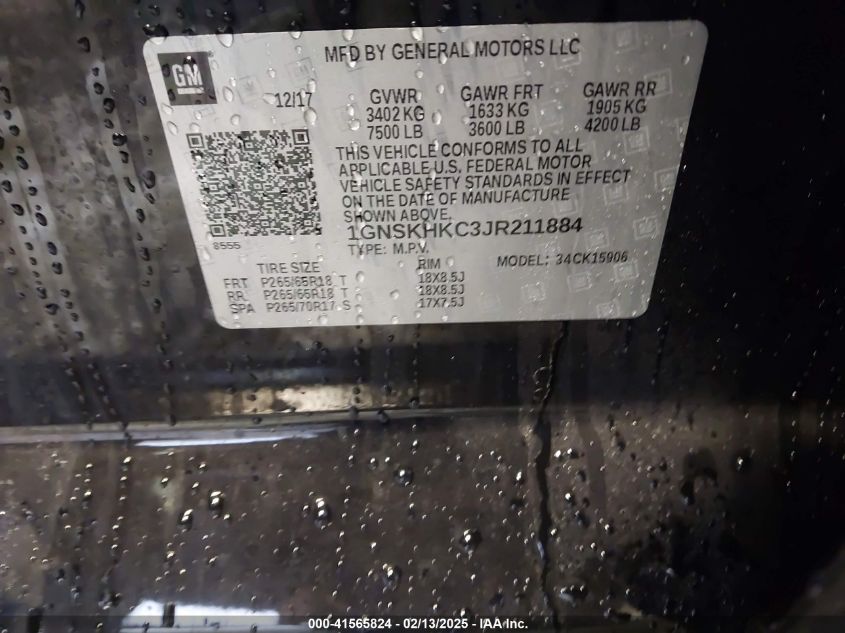 MFD BY GENERAL MOTORS LLC
GM
12/17
GVWR GAWR FRT GAWR RR
3402 KG 1633 KG 1905 KG
7500 LB 3600 LB 4200 LB
THIS VEHICLE CONFORMS TO ALL
APPLICABLE U.S. FEDERAL MOTOR
VEHICLE SAFETY STANDARDS IN EFFECT
ON THE DATE OF MANUFACTURE
SHOWN ABOVE.
1GNSKHKC3JR211884
8555
TYPE: M.P.V. MODEL: 34CK15906
TIRE SIZE RIM
FRT P265/65R18 T 18X8.5J
RR P265/65R18 T 18X8.5J
SPA P265/70R17 S 17X7.5J
000-41565824 - 02/13/2025 - IAA Inc.